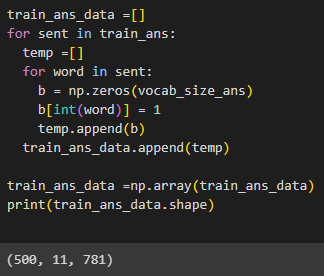 train_ans_data =[]
for sent in train_ans:
  temp =[]
  for word in sent:
    b = np.zeros(vocab_size_ans)
    b[int(word)] = 1
    temp.append(b)
  train_ans_data.append(temp)

train_ans_data =np.array(train_ans_data)
print(train_ans_data.shape)

(500, 11, 781)